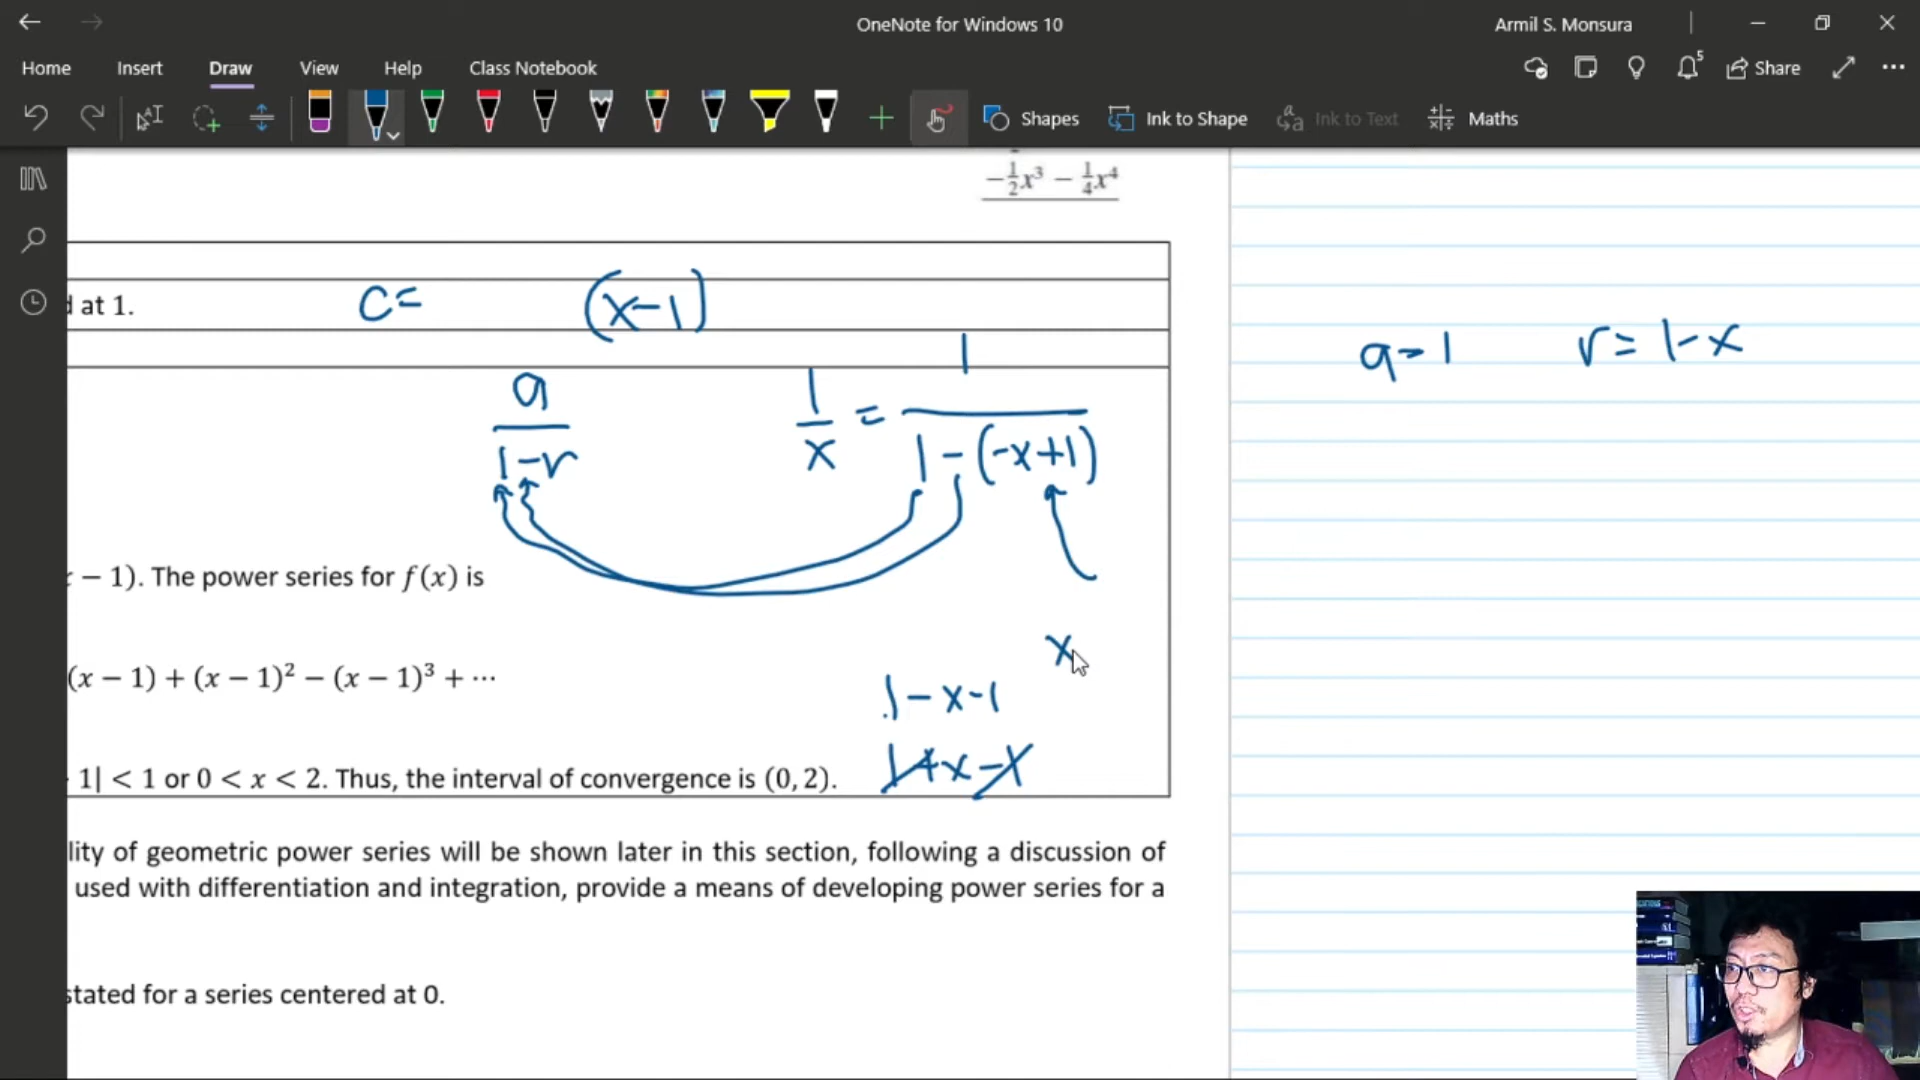 OneNote for Windows 10
Armil S. Monsura
Home Insert Draw View Help Class Notebook
5 Share
Shapes Ink to Shape Ink to Text Maths
−½x³ − ¼x⁴
at 1. c= (x−1)
a=1 r=1−x
a/(1−r) 1/x = 1/(1−(−x+1))
− 1). The power series for f(x) is
x
(x − 1) + (x − 1)² − (x − 1)³ + ⋯
1−x−1
1+x−1
1| < 1 or 0 < x < 2. Thus, the interval of convergence is (0, 2).
lity of geometric power series will be shown later in this section, following a discussion of
used with differentiation and integration, provide a means of developing power series for a
stated for a series centered at 0.